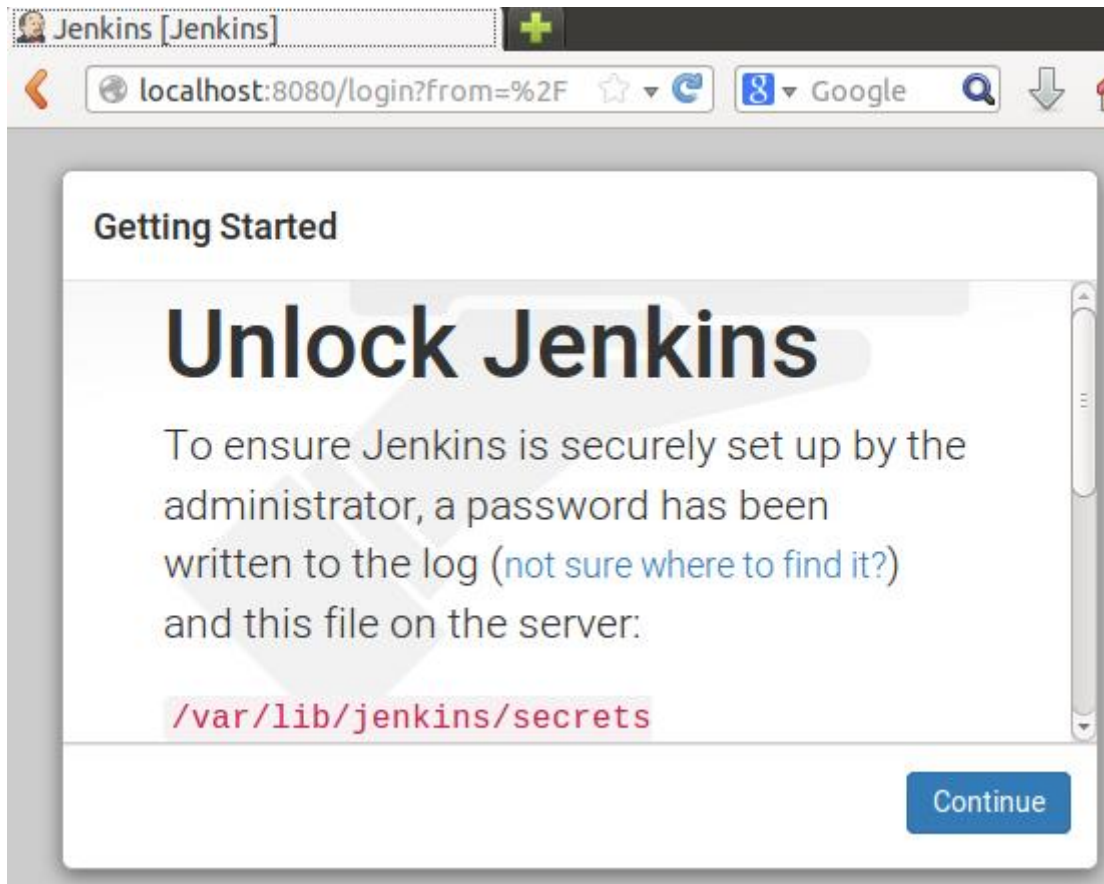 Jenkins [Jenkins]
localhost:8080/login?from=%2F
8 Google
Getting Started
Unlock Jenkins
To ensure Jenkins is securely set up by the
administrator, a password has been
written to the log (not sure where to find it?)
and this file on the server:
/var/lib/jenkins/secrets
Continue